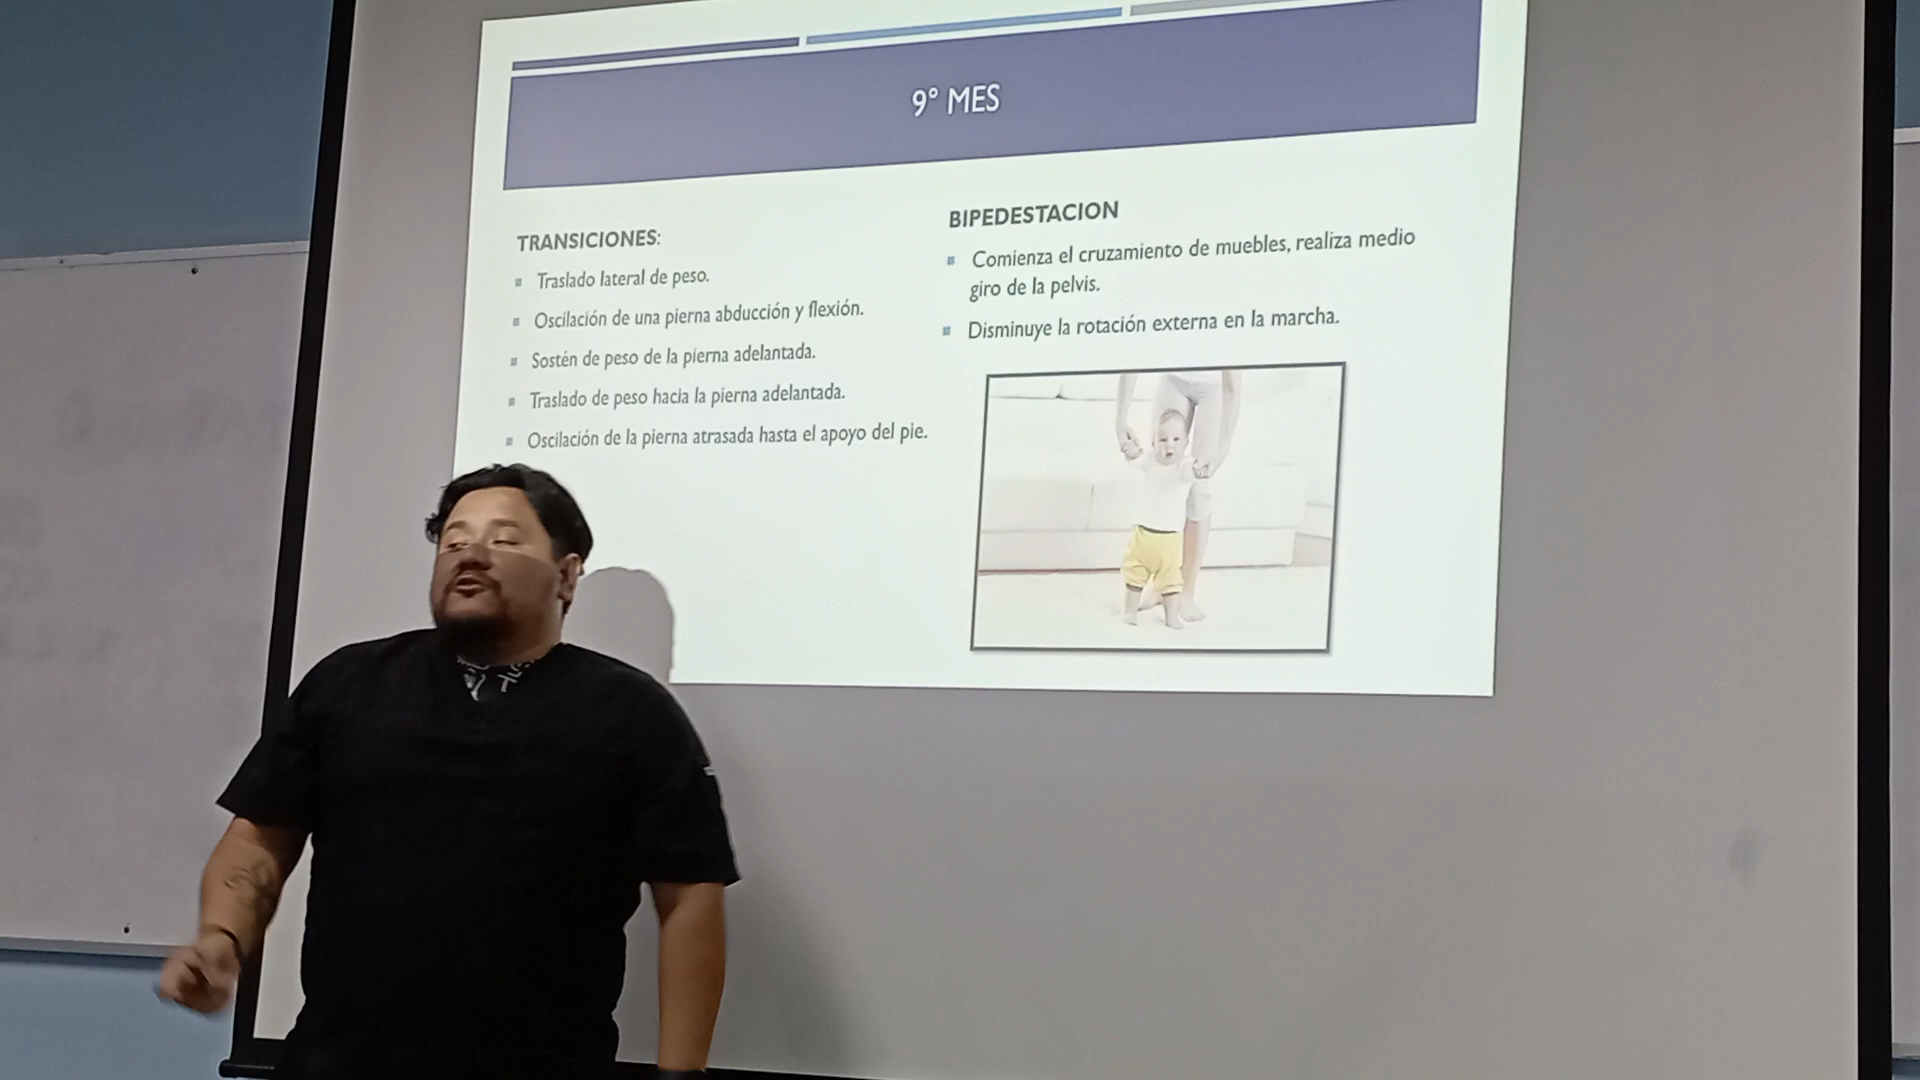 9° MES
TRANSICIONES:
Traslado lateral de peso.
Oscilación de una pierna abducción y flexión.
Sostén de peso de la pierna adelantada.
Traslado de peso hacia la pierna adelantada.
Oscilación de la pierna atrasada hasta el apoyo del pie.
BIPEDESTACION
Comienza el cruzamiento de muebles, realiza medio
giro de la pelvis.
Disminuye la rotación externa en la marcha.